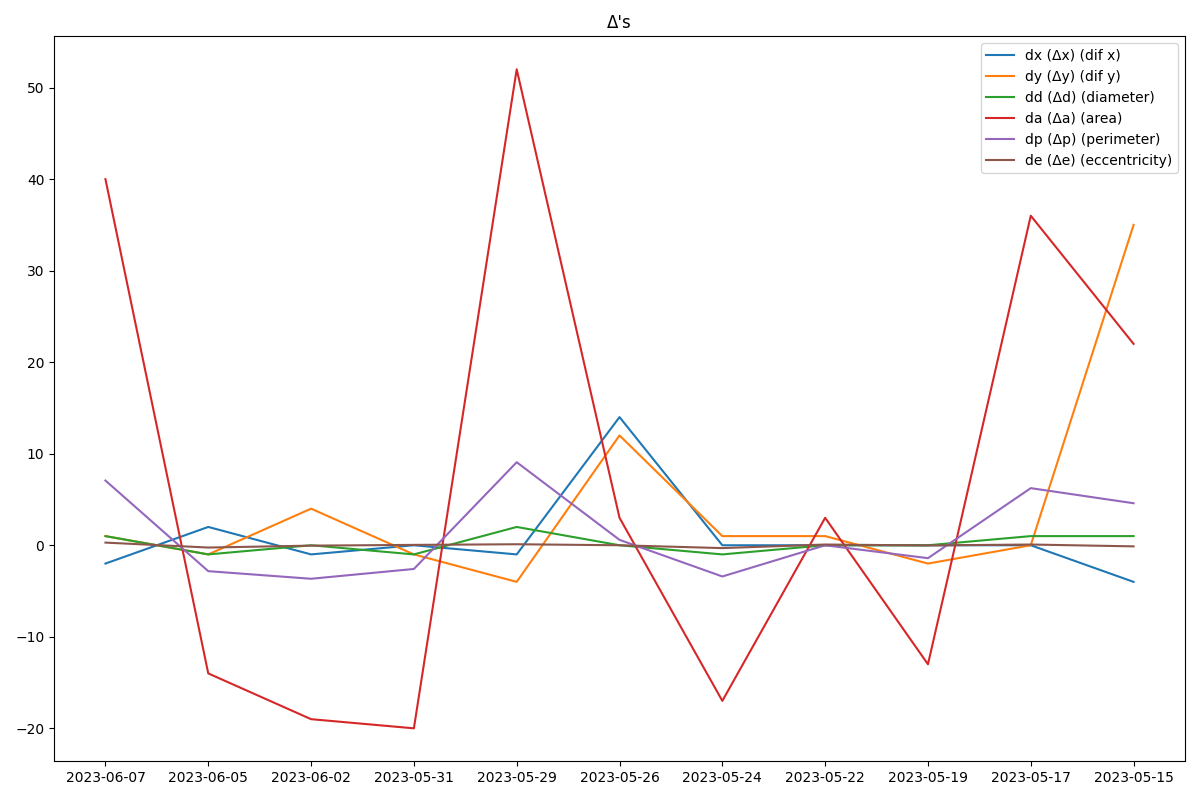 Δ's
dx (Δx) (dif x)
dy (Δy) (dif y)
dd (Δd) (diameter)
da (Δa) (area)
dp (Δp) (perimeter)
de (Δe) (eccentricity)
50
40
30
20
10
0
−10
−20
2023-06-07 2023-06-05 2023-06-02 2023-05-31 2023-05-29 2023-05-26 2023-05-24 2023-05-22 2023-05-19 2023-05-17 2023-05-15